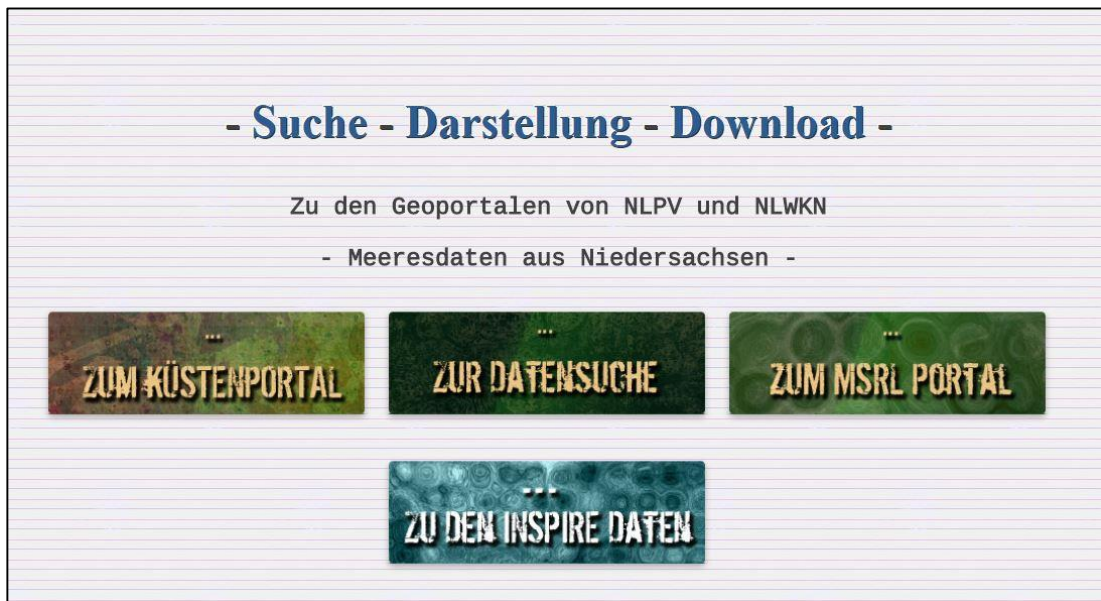 - Suche - Darstellung - Download -
Zu den Geoportalen von NLPV und NLWKN
- Meeresdaten aus Niedersachsen -
...
ZUM KÜSTENPORTAL
...
ZUR DATENSUCHE
...
ZUM MSRL PORTAL
...
ZU DEN INSPIRE DATEN